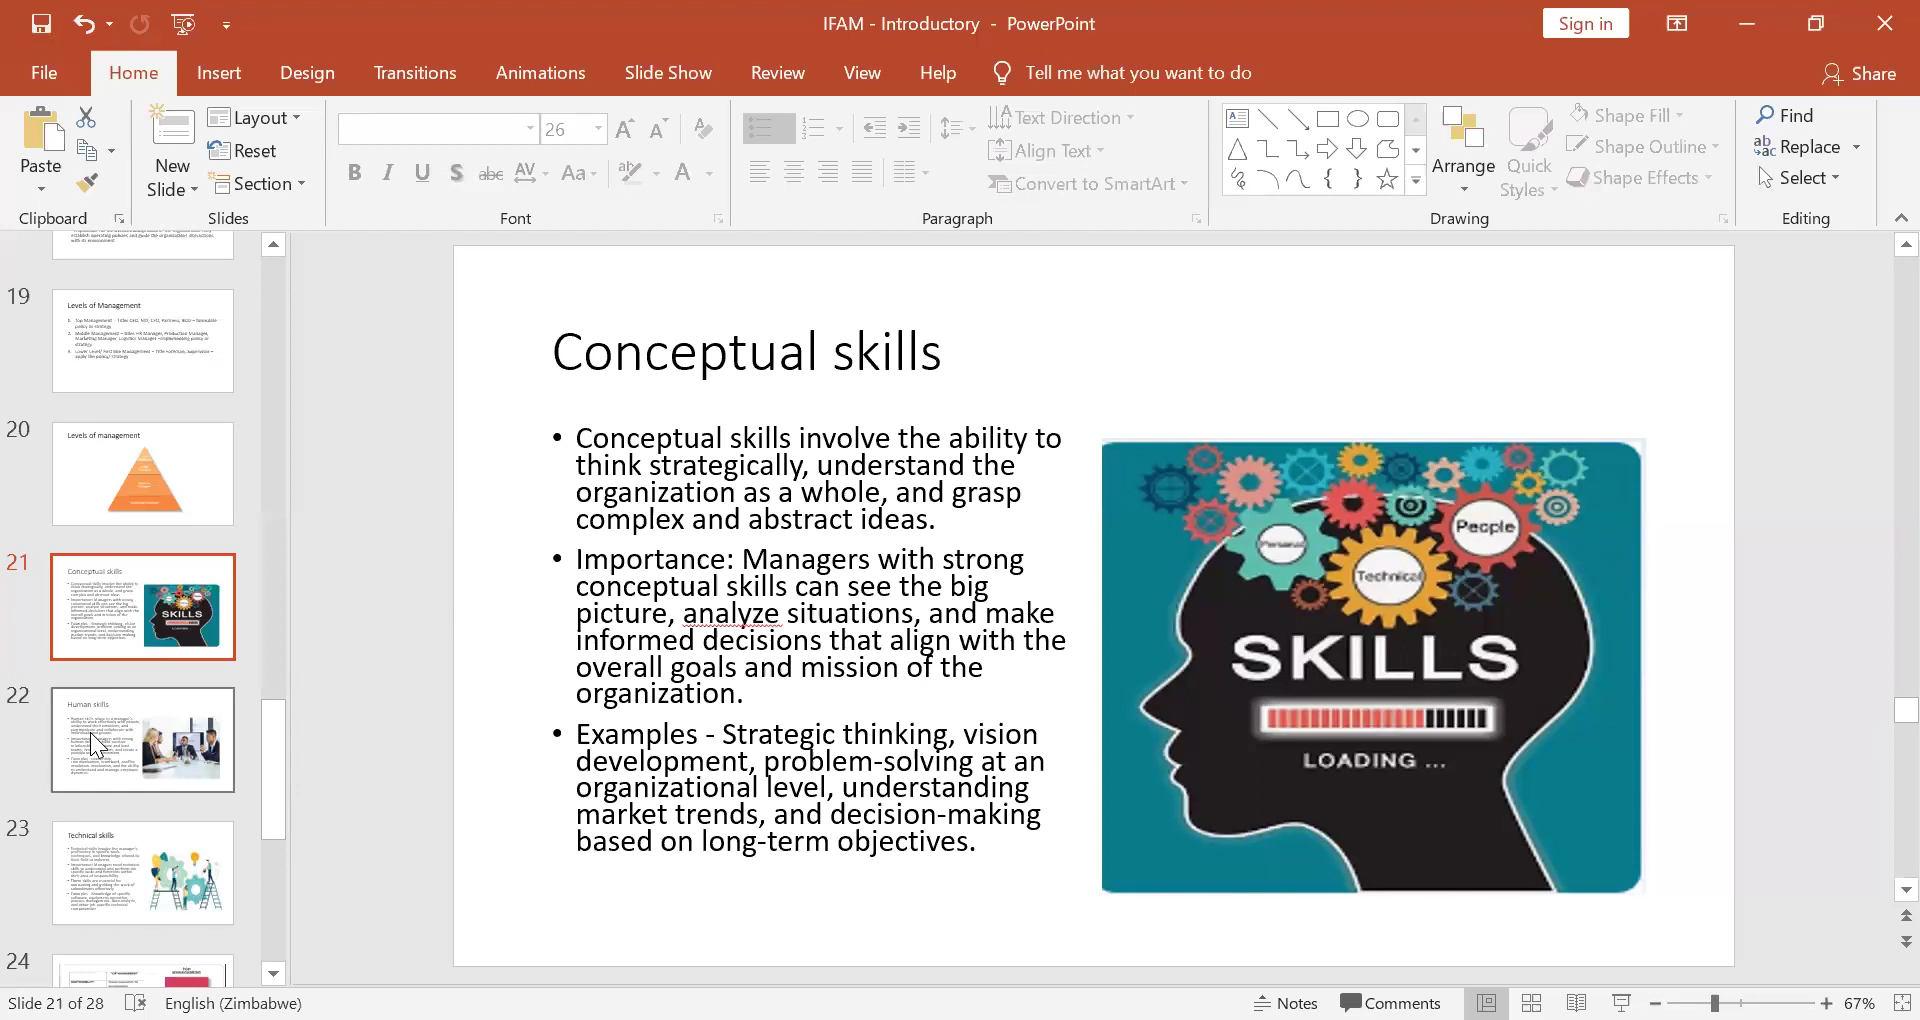 IFAM - Introductory - PowerPoint
Sign in
File
Home
Insert
Design
Transitions
Animations
Slide Show
Review
View
Help
Tell me what you want to do
Share
Paste
Clipboard
New
Slide
Layout
Reset
Section
Slides
26
B I U S abc AV Aa A
Font
Text Direction
Align Text
Convert to SmartArt
Paragraph
Arrange
Quick
Styles
Shape Fill
Shape Outline
Shape Effects
Drawing
Find
Replace
Select
Editing
19
Levels of Management
20
Levels of management
21
Conceptual skills
SKILLS
22
Human skills
23
Technical skills
24
Conceptual skills
• Conceptual skills involve the ability to
think strategically, understand the
organization as a whole, and grasp
complex and abstract ideas.
• Importance: Managers with strong
conceptual skills can see the big
picture, analyze situations, and make
informed decisions that align with the
overall goals and mission of the
organization.
• Examples - Strategic thinking, vision
development, problem-solving at an
organizational level, understanding
market trends, and decision-making
based on long-term objectives.
Personal
Technical
People
SKILLS
LOADING ...
Slide 21 of 28
English (Zimbabwe)
Notes
Comments
67%